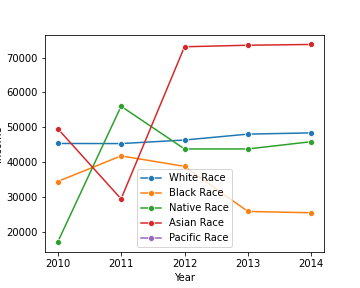 70000
60000
50000
40000
30000
20000
White Race
Black Race
Native Race
Asian Race
Pacific Race
2010 2011 2012 2013 2014
Year